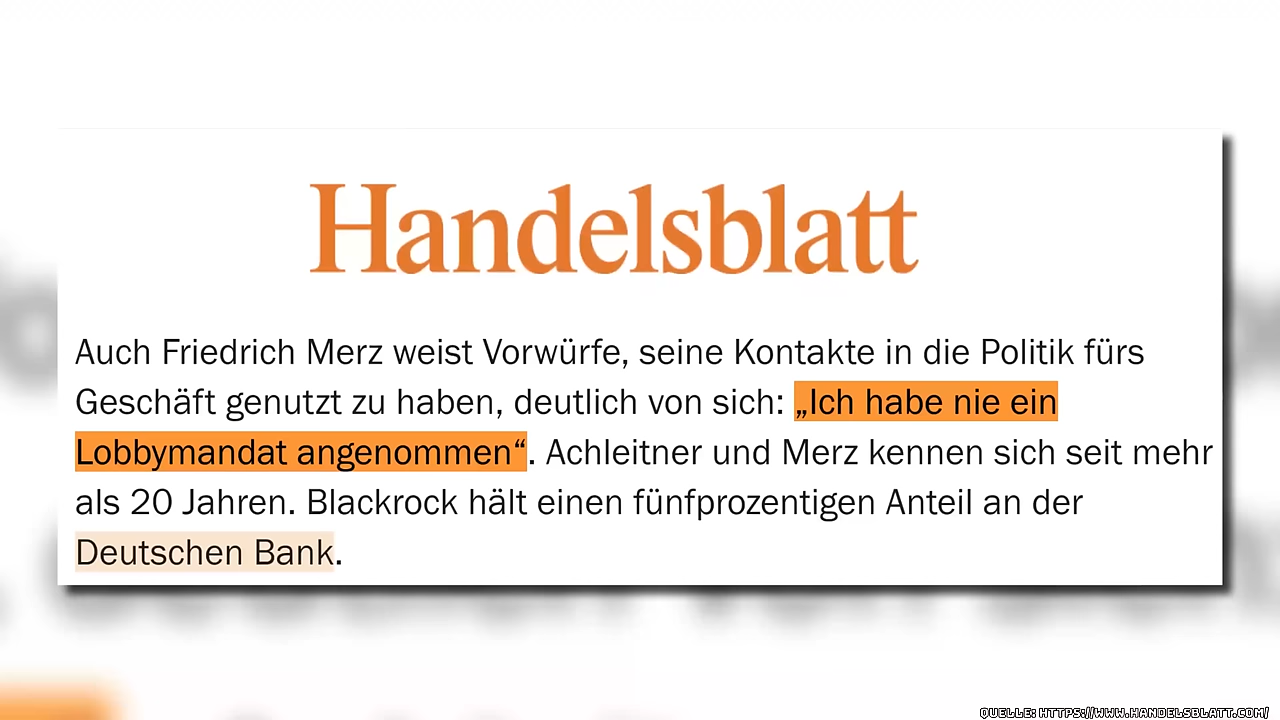 Handelsblatt
Auch Friedrich Merz weist Vorwürfe, seine Kontakte in die Politik fürs
Geschäft genutzt zu haben, deutlich von sich: „Ich habe nie ein
Lobbymandat angenommen“. Achleitner und Merz kennen sich seit mehr
als 20 Jahren. Blackrock hält einen fünfprozentigen Anteil an der
Deutschen Bank.
QUELLE: HTTPS://WWW.HANDELSBLATT.COM/